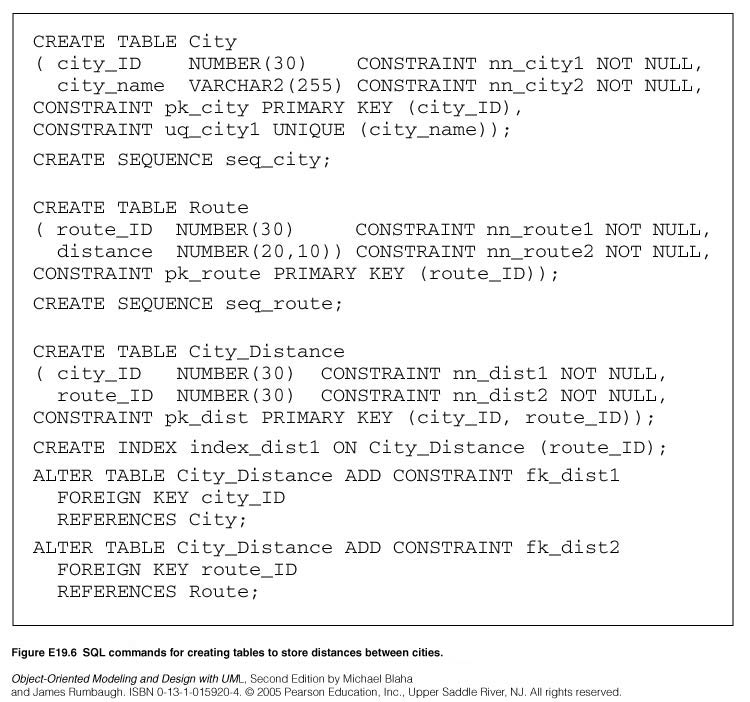 CREATE TABLE City
( city_ID    NUMBER(30)    CONSTRAINT nn_city1 NOT NULL,
  city_name  VARCHAR2(255) CONSTRAINT nn_city2 NOT NULL,
CONSTRAINT pk_city PRIMARY KEY (city_ID),
CONSTRAINT uq_city1 UNIQUE (city_name));
CREATE SEQUENCE seq_city;
CREATE TABLE Route
( route_ID  NUMBER(30)     CONSTRAINT nn_route1 NOT NULL,
  distance  NUMBER(20,10)) CONSTRAINT nn_route2 NOT NULL,
CONSTRAINT pk_route PRIMARY KEY (route_ID));
CREATE SEQUENCE seq_route;
CREATE TABLE City_Distance
( city_ID   NUMBER(30)  CONSTRAINT nn_dist1 NOT NULL,
  route_ID  NUMBER(30)  CONSTRAINT nn_dist2 NOT NULL,
CONSTRAINT pk_dist PRIMARY KEY (city_ID, route_ID));
CREATE INDEX index_dist1 ON City_Distance (route_ID);
ALTER TABLE City_Distance ADD CONSTRAINT fk_dist1
  FOREIGN KEY city_ID
  REFERENCES City;
ALTER TABLE City_Distance ADD CONSTRAINT fk_dist2
  FOREIGN KEY route_ID
  REFERENCES Route;
Figure E19.6 SQL commands for creating tables to store distances between cities.
Object-Oriented Modeling and Design with UML, Second Edition by Michael Blaha
and James Rumbaugh. ISBN 0-13-1-015920-4. © 2005 Pearson Education, Inc., Upper Saddle River, NJ. All rights reserved.